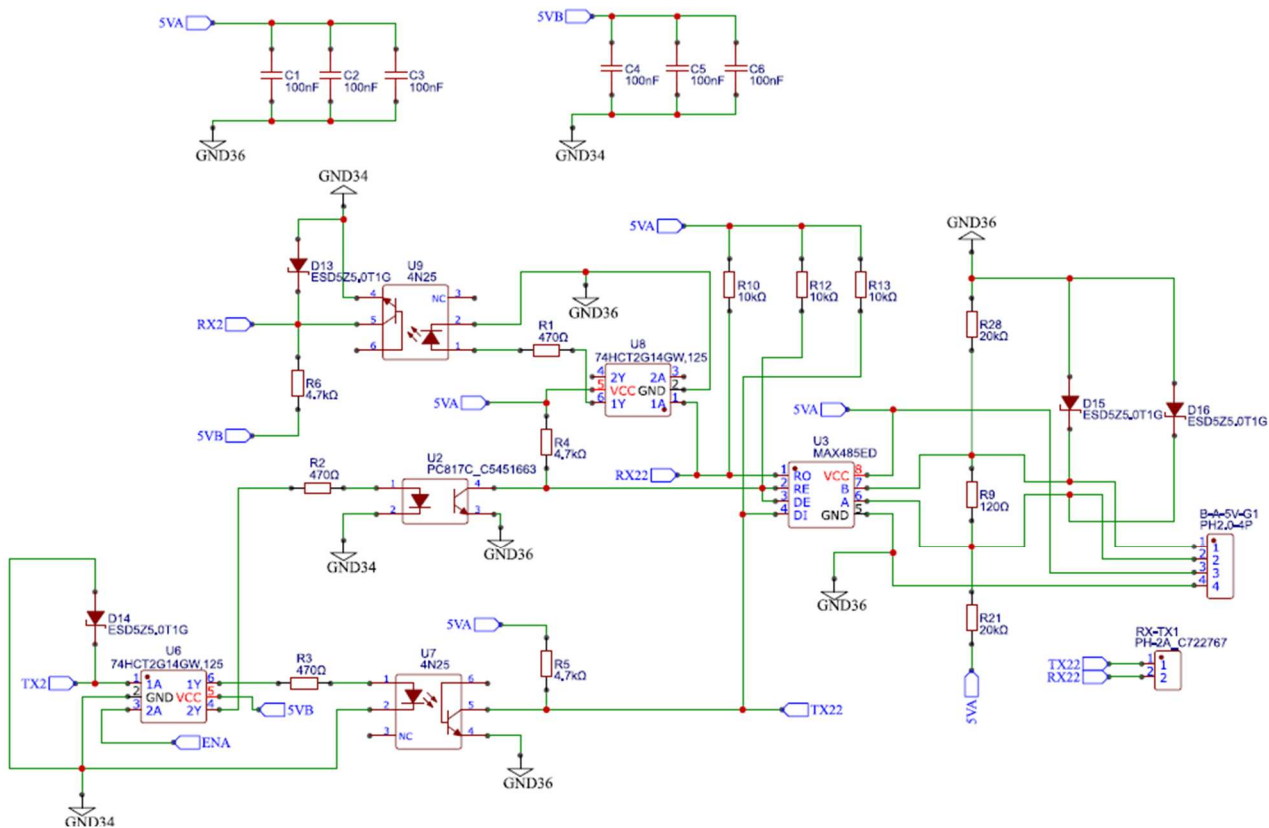 5VA
C1
100nF
C2
100nF
C3
100nF
GND36
5VB
C4
100nF
C5
100nF
C6
100nF
GND34
GND34
D13
ESD5Z5.0T1G
RX2
R6
4.7kΩ
5VB
U9
4N25
4
5
6
NC
3
2
1
GND36
R1
470Ω
U8
74HCT2G14GW,125
4
5
6
2Y
VCC
1Y
2A
GND
1A
3
2
1
5VA
R4
4.7kΩ
5VA
R10
10kΩ
R12
10kΩ
R13
10kΩ
RX22
R2
470Ω
U2
PC817C_C5451663
1
2
4
3
GND34
GND36
5VA
U3
MAX485ED
1
2
3
4
RO
RE
DE
DI
VCC
B
A
GND
8
7
6
5
GND36
GND36
R28
20kΩ
R9
120Ω
R21
20kΩ
5VA
D15
ESD5Z5.0T1G
D16
ESD5Z5.0T1G
B-A-5V-G1
PH2.0-4P
1 1
2 2
3 3
4 4
RX-TX1
PH-2A_C722767
TX22
RX22
1 1
2 2
D14
ESD5Z5.0T1G
TX2
U6
74HCT2G14GW,125
1
2
3
1A
GND
2A
1Y
VCC
2Y
6
5
4
5VB
ENA
GND34
R3
470Ω
U7
4N25
1
2
3
NC
6
5
4
5VA
R5
4.7kΩ
TX22
GND36